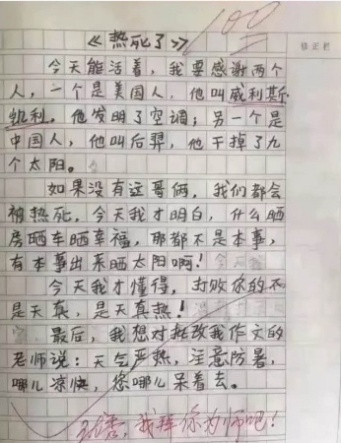 100
《热死了》
修正栏
今天能活着，我要感谢两个
人，一个是美国人，他叫威利斯
凯利。他发明了空调；另一个是
中国人，他叫后羿，他干掉了九
个太阳。
如果没有这哥俩，我们都会
被热死，今天我才明白，什么晒
房晒车晒幸福，那都不是本事，
有本事出来晒太阳啊！
今天我才懂得，打败你的不
是天真，是天真热！
最后，我想对批改我作文的
老师说：天气严热，注意防暑，
哪儿凉快，您哪儿呆着去。
我拜你为师吧！